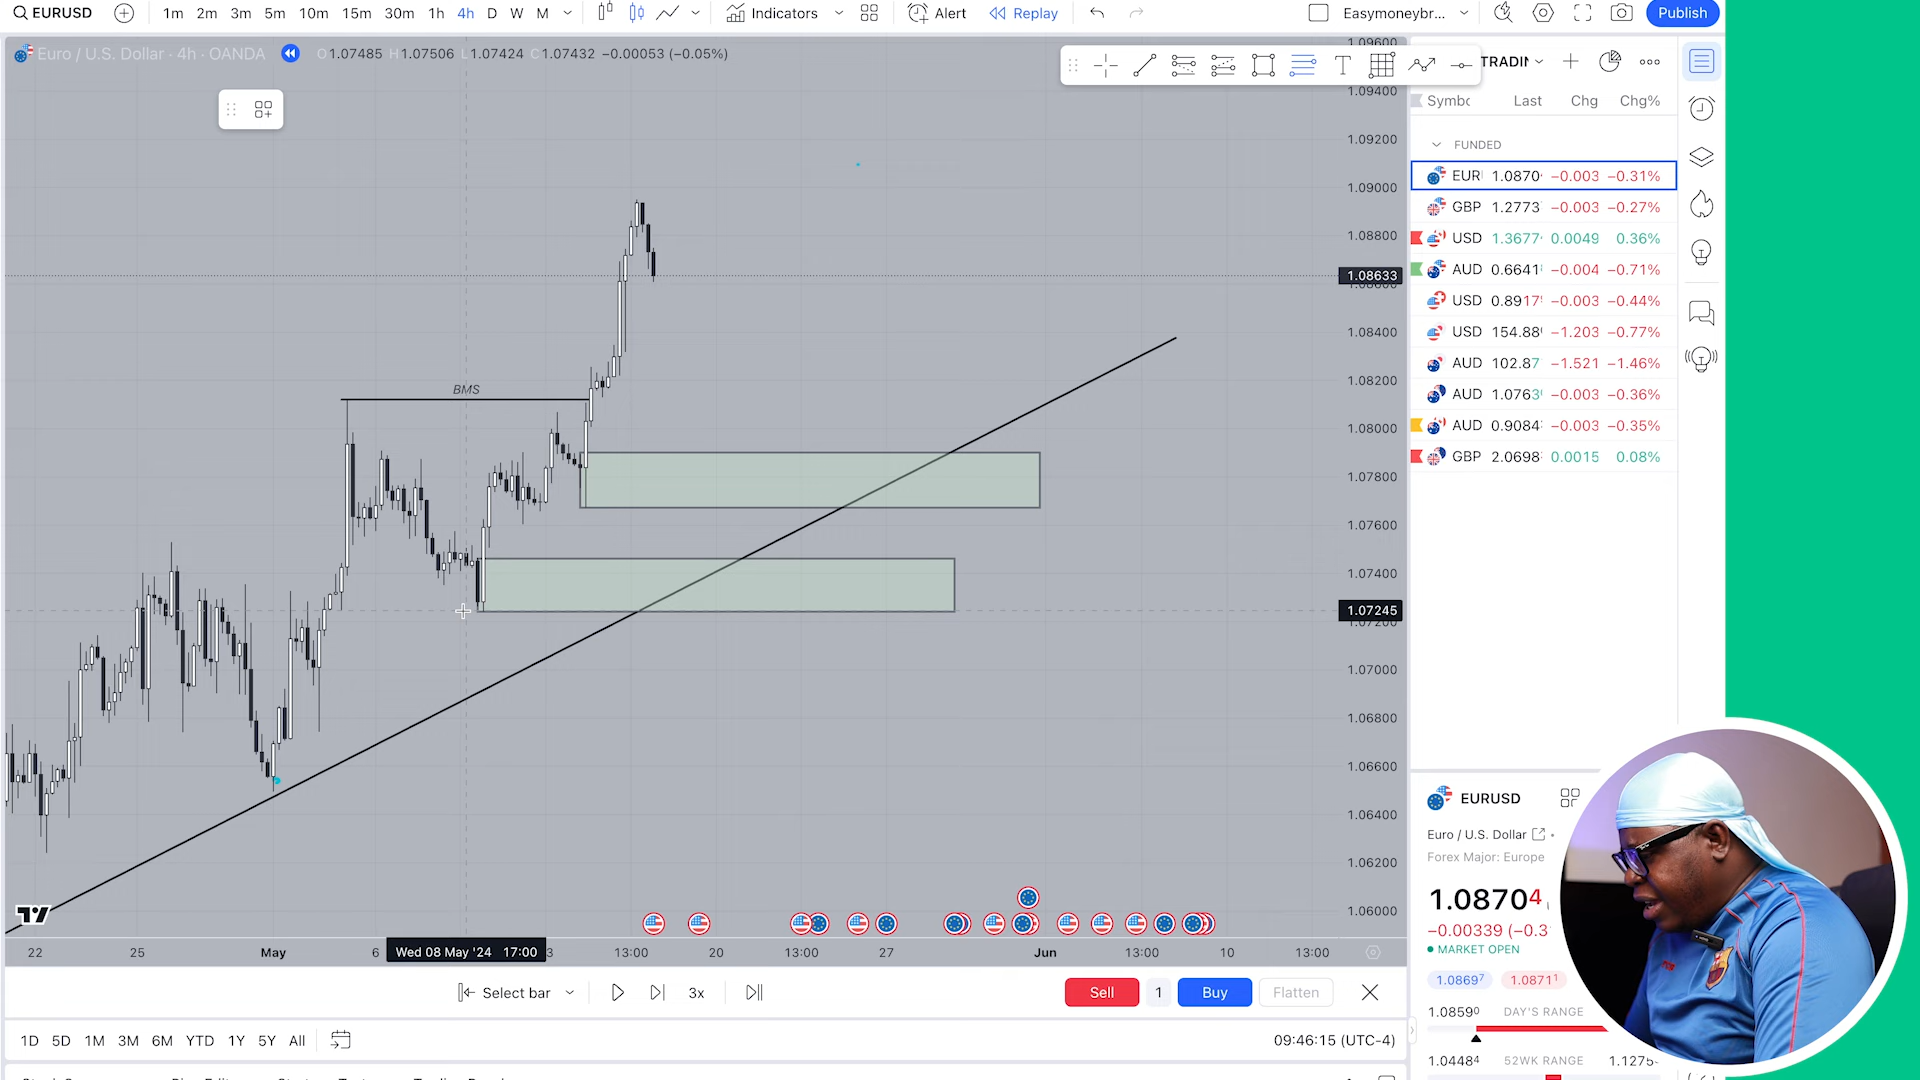 EURUSD 1m 2m 3m 5m 10m 15m 30m 1h 4h D W M Indicators Alert Replay Easymoneybr... Publish
Euro / U.S. Dollar · 4h · OANDA O1.07485 H1.07506 L1.07424 C1.07432 −0.00053 (−0.05%)
TRADIN
Symbo Last Chg Chg%
FUNDED
EUR 1.0870 −0.003 −0.31%
GBP 1.2773 −0.003 −0.27%
USD 1.3677 0.0049 0.36%
AUD 0.6641 −0.004 −0.71%
USD 0.8917 −0.003 −0.44%
USD 154.88 −1.203 −0.77%
AUD 102.87 −1.521 −1.46%
AUD 1.0763 −0.003 −0.36%
AUD 0.9084 −0.003 −0.35%
GBP 2.0698 0.0015 0.08%
1.09600
1.09400
1.09200
1.09000
1.08800
1.08633
1.08600
1.08400
1.08200
1.08000
1.07800
1.07600
1.07400
1.07245
1.07200
1.07000
1.06800
1.06600
1.06400
1.06200
1.06000
BMS
22 25 May 6 Wed 08 May '24 17:00 3 13:00 20 13:00 27 Jun 13:00 10 13:00
Select bar 3x Sell 1 Buy Flatten
1D 5D 1M 3M 6M YTD 1Y 5Y All 09:46:15 (UTC-4)
EURUSD
Euro / U.S. Dollar
Forex Major: Europe
1.08704
−0.00339 (−0.3
MARKET OPEN
1.08697 1.08711
1.08590 DAY'S RANGE
1.04484 52WK RANGE 1.1275